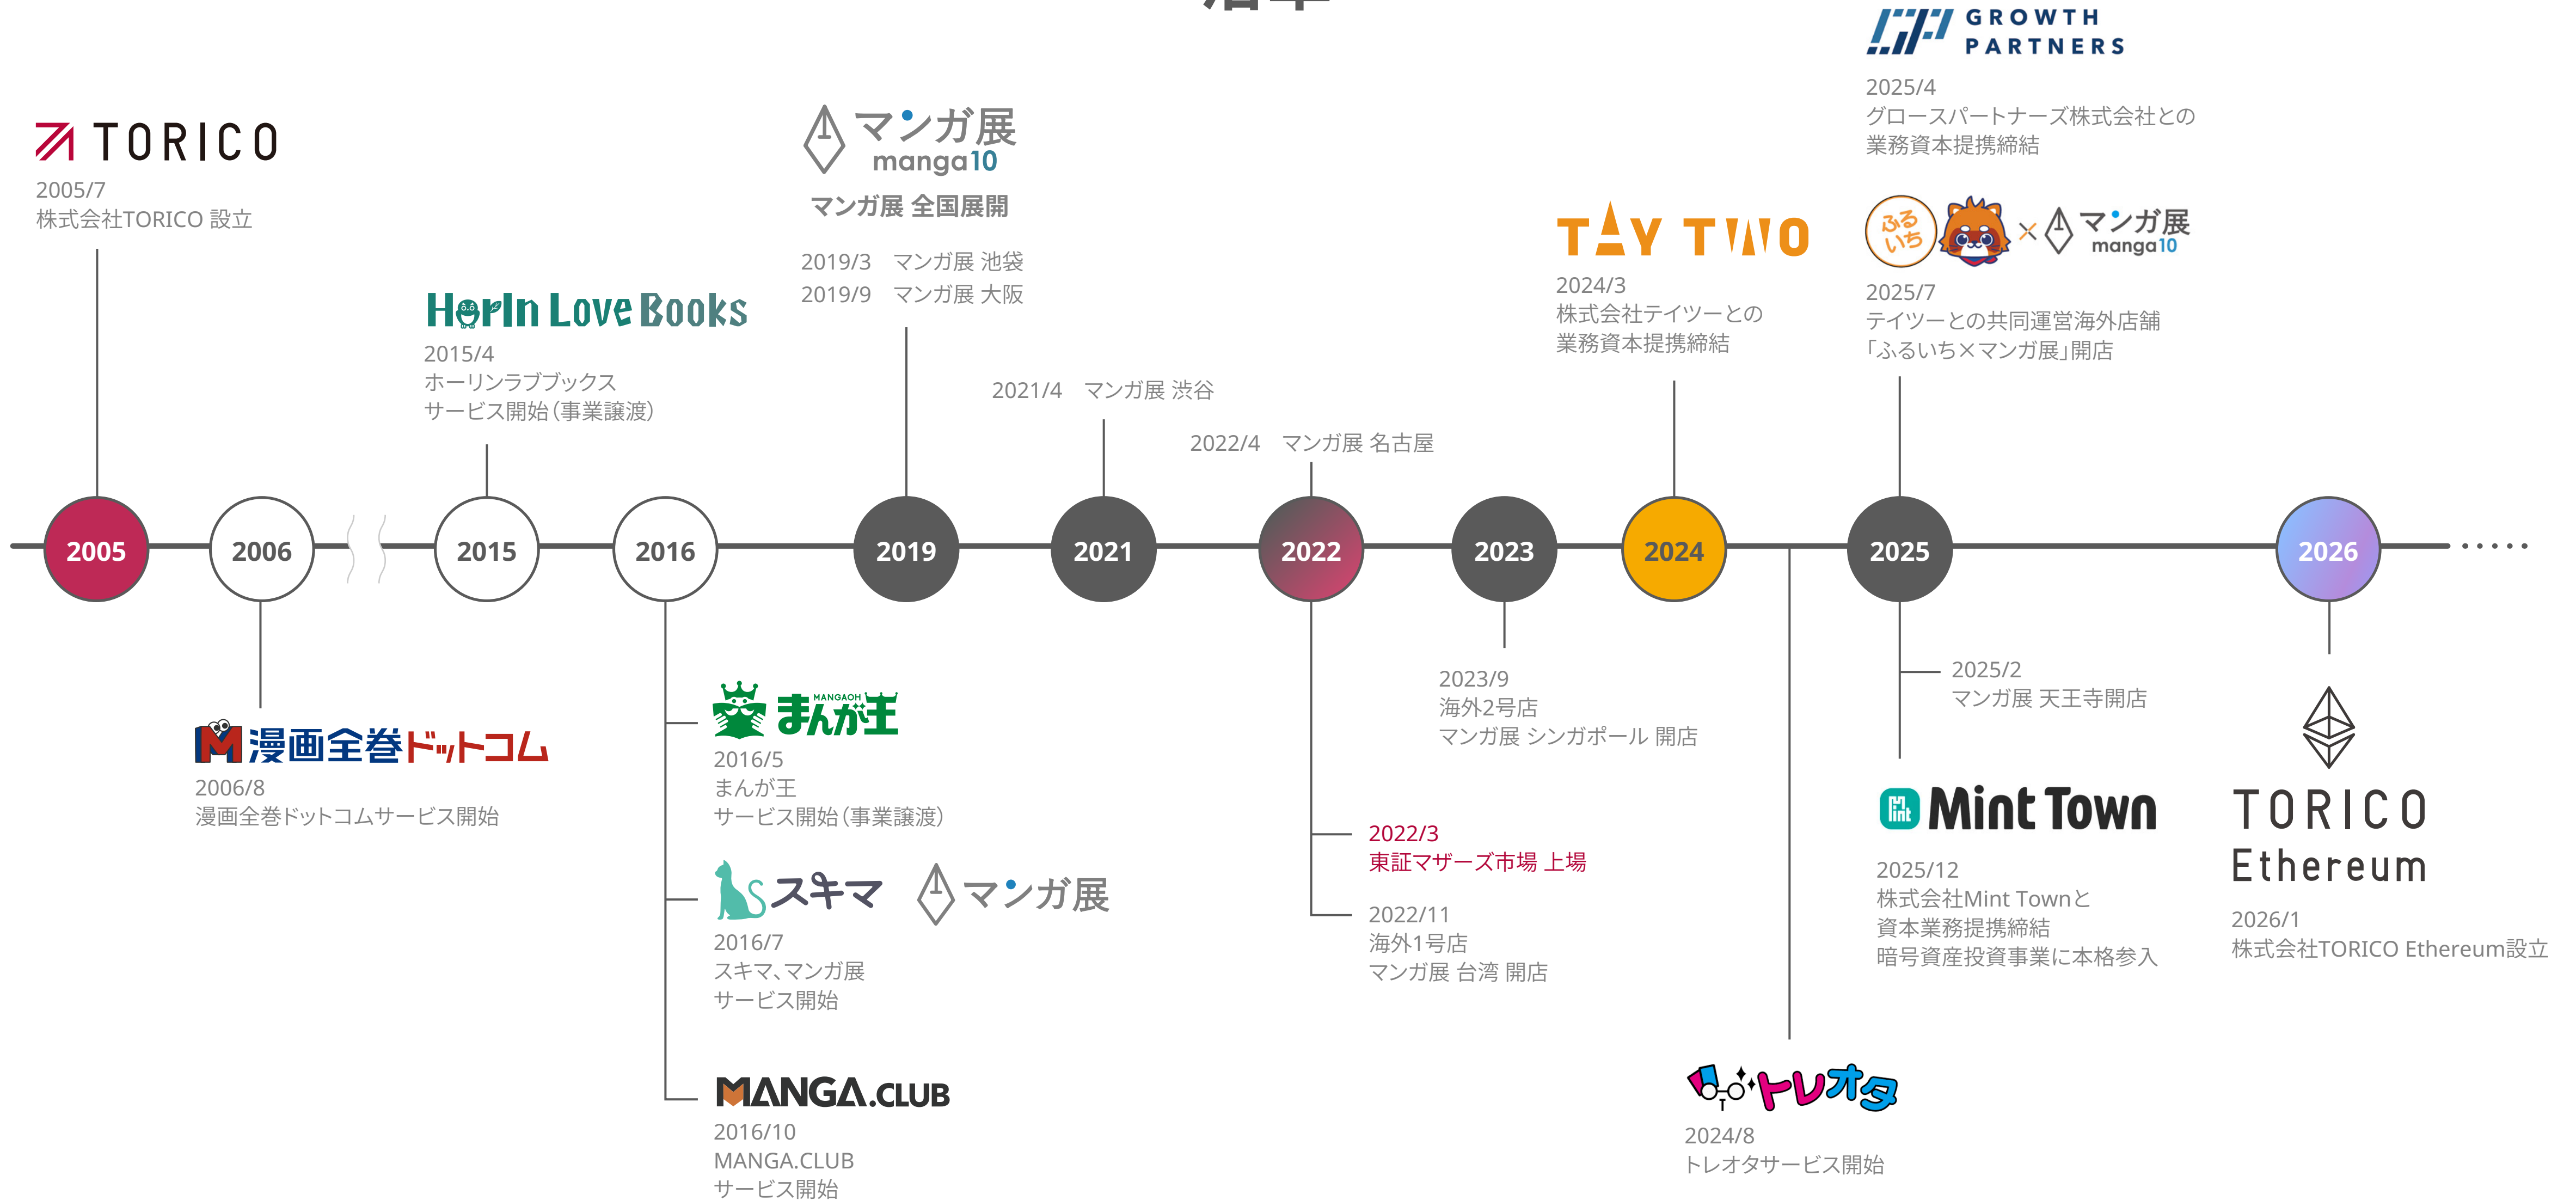 沿革
TORICO
2005/7
株式会社TORICO 設立
2005
2006
漫画全巻ドットコム
2006/8
漫画全巻ドットコムサービス開始
HorIn Love Books
2015/4
ホーリンラブブックス
サービス開始（事業譲渡）
2015
2016
MANGAOH
まんが王
2016/5
まんが王
サービス開始（事業譲渡）
スキマ マンガ展
2016/7
スキマ、マンガ展
サービス開始
MANGA.CLUB
2016/10
MANGA.CLUB
サービス開始
マンガ展
manga10
マンガ展 全国展開
2019/3 マンガ展 池袋
2019/9 マンガ展 大阪
2019
2021/4 マンガ展 渋谷
2021
2022/4 マンガ展 名古屋
2022
2022/3
東証マザーズ市場 上場
2022/11
海外1号店
マンガ展 台湾 開店
2023
2023/9
海外2号店
マンガ展 シンガポール 開店
TAY TWO
2024/3
株式会社テイツーとの
業務資本提携締結
2024
トレオタ
2024/8
トレオタサービス開始
GROWTH
PARTNERS
2025/4
グロースパートナーズ株式会社との
業務資本提携締結
ふる
いち
×
マンガ展
manga10
2025/7
テイツーとの共同運営海外店舗
「ふるいち×マンガ展」開店
2025
2025/2
マンガ展 天王寺開店
Mint
Mint Town
2025/12
株式会社Mint Townと
資本業務提携締結
暗号資産投資事業に本格参入
2026
TORICO
Ethereum
2026/1
株式会社TORICO Ethereum設立